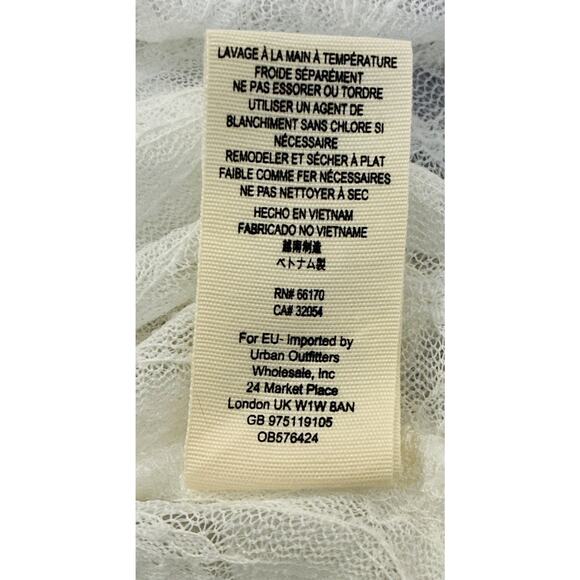 LAVAGE À LA MAIN À TEMPÉRATURE
FROIDE SÉPARÉMENT
NE PAS ESSORER OU TORDRE
UTILISER UN AGENT DE
BLANCHIMENT SANS CHLORE SI
NÉCESSAIRE
REMODELER ET SÉCHER À PLAT
FAIBLE COMME FER NÉCESSAIRES
NE PAS NETTOYER À SEC
HECHO EN VIETNAM
FABRICADO NO VIETNAME
越南制造
ベトナム製
RN# 66170
CA# 32054
For EU- Imported by
Urban Outfitters
Wholesale, Inc
24 Market Place
London UK W1W 8AN
GB 975119105
OB576424